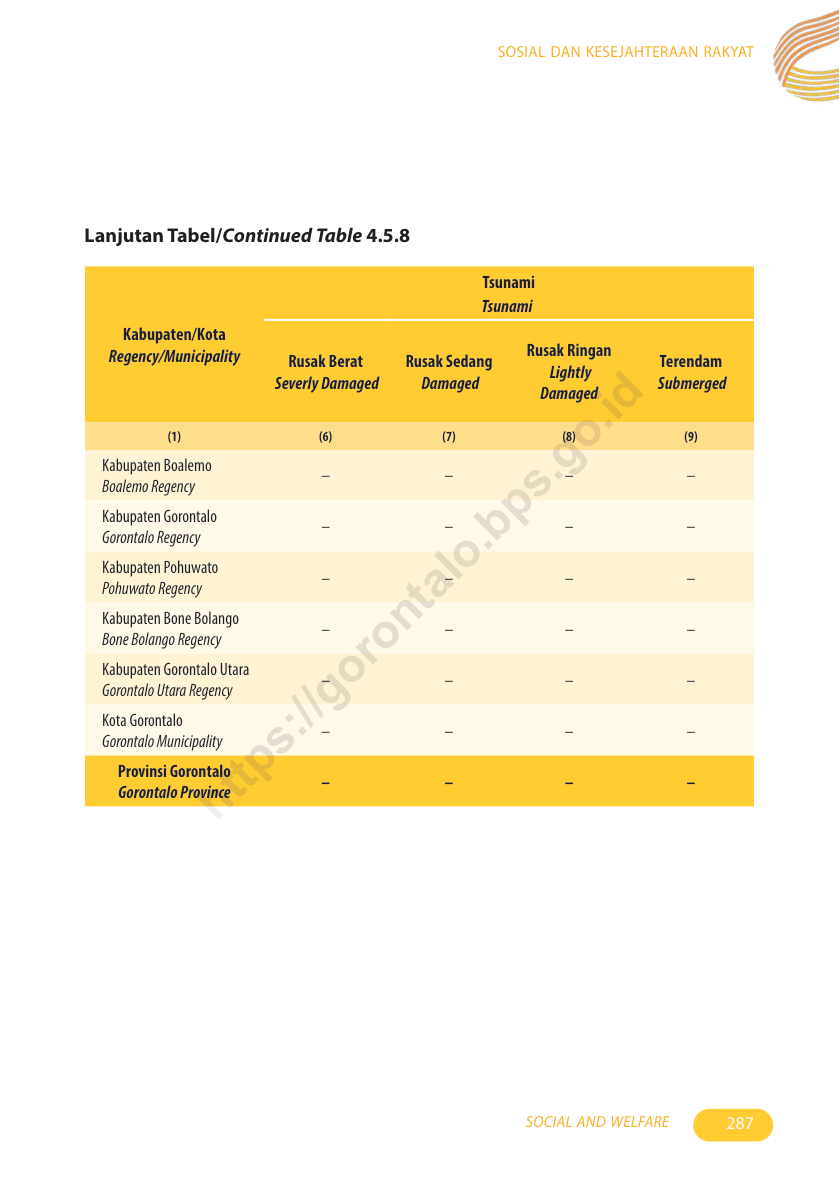 SOSIAL DAN KESEJAHTERAAN RAKYAT
Lanjutan Tabel/Continued Table 4.5.8
Kabupaten/Kota
Regency/Municipality
Tsunami
Tsunami
Rusak Berat
Severly Damaged
Rusak Sedang
Damaged
Rusak Ringan
Lightly
Damaged
Terendam
Submerged
(1) (6) (7) (8) (9)
Kabupaten Boalemo
Boalemo Regency
– – – –
Kabupaten Gorontalo
Gorontalo Regency
– – – –
Kabupaten Pohuwato
Pohuwato Regency
– – – –
Kabupaten Bone Bolango
Bone Bolango Regency
– – – –
Kabupaten Gorontalo Utara
Gorontalo Utara Regency
– – – –
Kota Gorontalo
Gorontalo Municipality
– – – –
Provinsi Gorontalo
Gorontalo Province
– – – –
https://gorontalo.bps.go.id
SOCIAL AND WELFARE 287